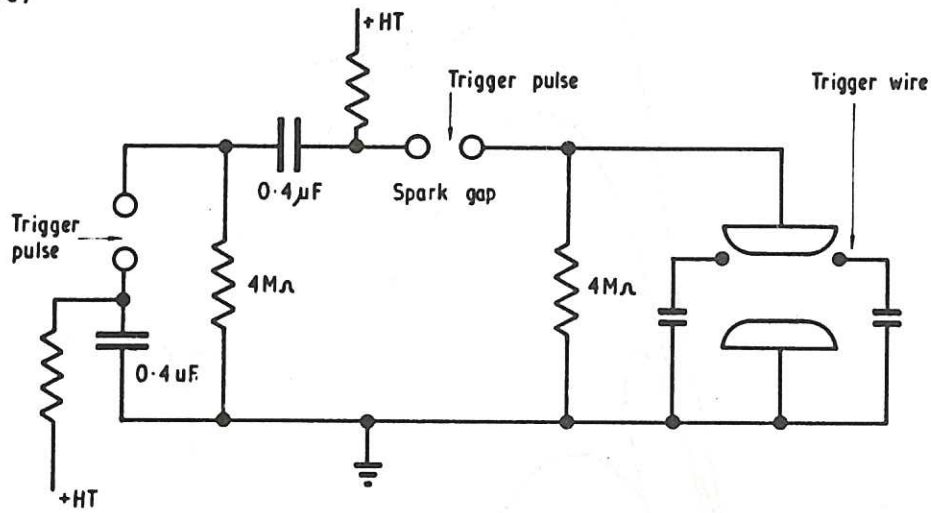 +HT
Trigger pulse
Trigger wire
0·4µF
Spark gap
Trigger
pulse
4MΩ
4MΩ
0·4uF.
+HT